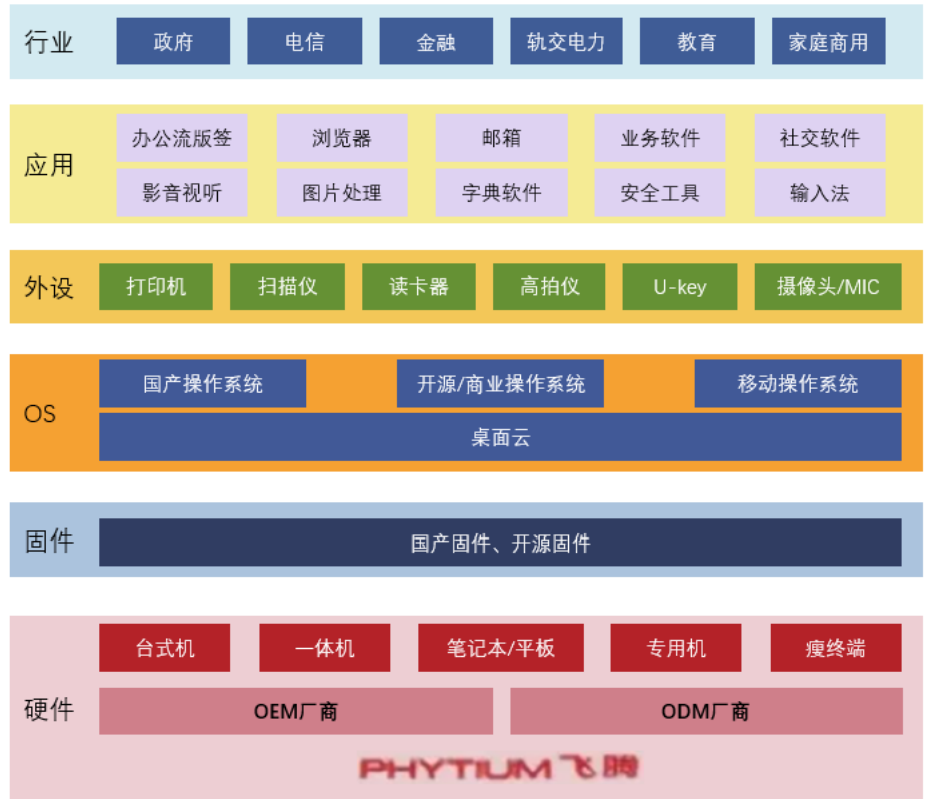 行业 政府 电信 金融 轨交电力 教育 家庭商用
办公流版签 浏览器 邮箱 业务软件 社交软件
应用
影音视听 图片处理 字典软件 安全工具 输入法
外设 打印机 扫描仪 读卡器 高拍仪 U-key 摄像头/MIC
国产操作系统 开源/商业操作系统 移动操作系统
OS
桌面云
固件 国产固件、开源固件
台式机 一体机 笔记本/平板 专用机 瘦终端
硬件 OEM厂商 ODM厂商
PHYTIUM飞腾